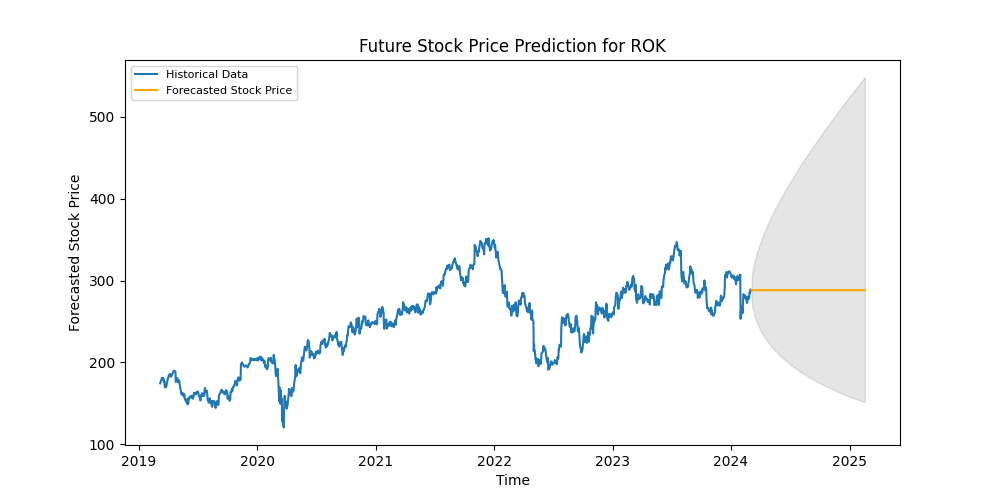 Future Stock Price Prediction for ROK
Historical Data
Forecasted Stock Price
Forecasted Stock Price
500
400
300
200
100
2019
2020
2021
2022
2023
2024
2025
Time